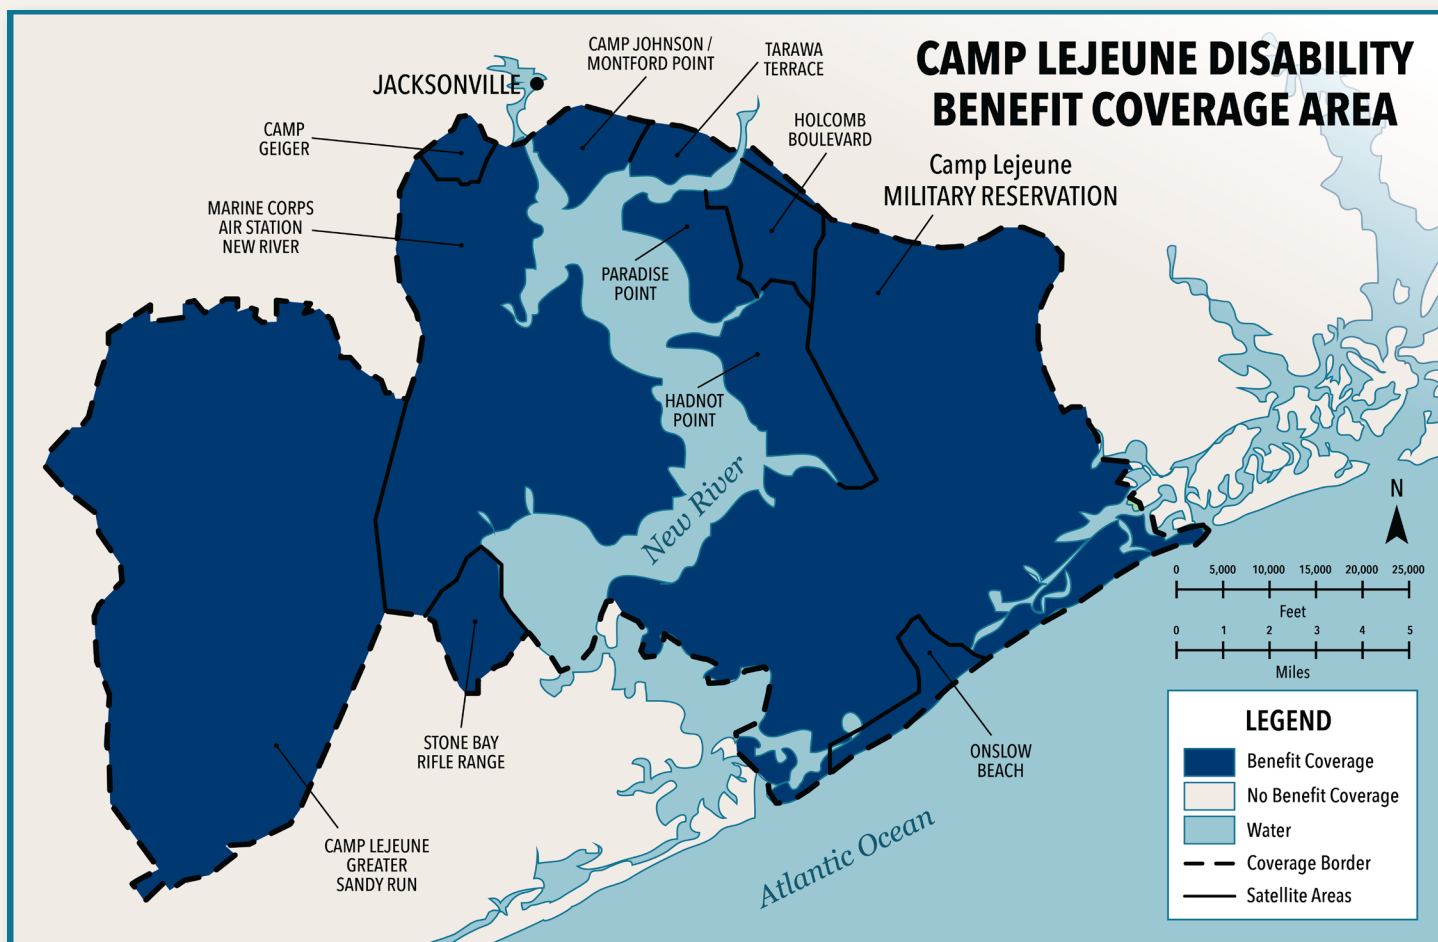 CAMP LEJEUNE DISABILITY
BENEFIT COVERAGE AREA
CAMP JOHNSON /
MONTFORD POINT
TARAWA
TERRACE
JACKSONVILLE
HOLCOMB
BOULEVARD
CAMP
GEIGER
Camp Lejeune
MILITARY RESERVATION
MARINE CORPS
AIR STATION
NEW RIVER
PARADISE
POINT
HADNOT
POINT
New River
N
0 5,000 10,000 15,000 20,000 25,000
Feet
0 1 2 3 4 5
Miles
STONE BAY
RIFLE RANGE
ONSLOW
BEACH
CAMP LEJEUNE
GREATER
SANDY RUN
Atlantic Ocean
LEGEND
Benefit Coverage
No Benefit Coverage
Water
Coverage Border
Satellite Areas